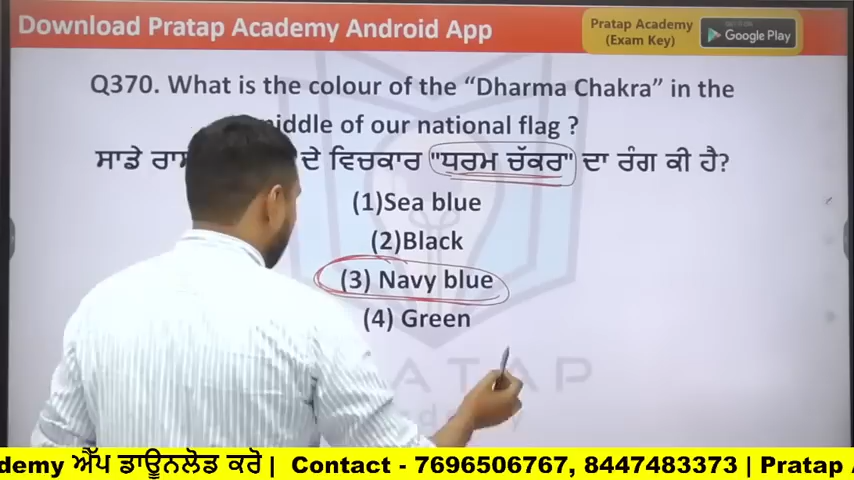 Download Pratap Academy Android App
Pratap Academy
(Exam Key)
Google Play
Q370. What is the colour of the “Dharma Chakra” in the
middle of our national flag ?
ਸਾਡੇ ਦੇ ਵਿਚਕਾਰ "ਧਰਮ ਚੱਕਰ" ਦਾ ਰੰਗ ਕੀ ਹੈ?
(1)Sea blue
(2)Black
(3) Navy blue
(4) Green
ATAP
demy ਐੱਪ ਡਾਊਨਲੋਡ ਕਰੋ | Contact - 7696506767, 8447483373 | Pratap A